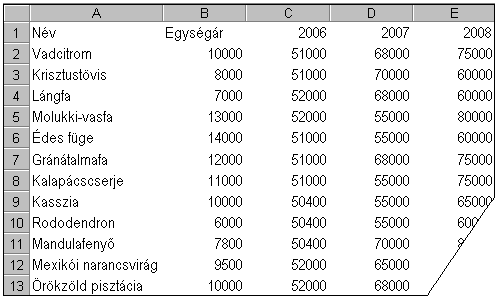 A B C D E
1 Név Egységár 2006 2007 2008
2 Vadcitrom 10000 51000 68000 75000
3 Krisztustövis 8000 51000 70000 60000
4 Lángfa 7000 52000 68000 60000
5 Molukki-vasfa 13000 52000 55000 80000
6 Édes füge 14000 51000 55000 60000
7 Gránátalmafa 12000 51000 68000 75000
8 Kalapácscserje 11000 51000 55000 75000
9 Kasszia 10000 50400 55000 65000
10 Rododendron 6000 50400 55000
11 Mandulafenyő 7800 50400 70000
12 Mexikói narancsvirág 9500 52000 65000
13 Örökzöld pisztácia 10000 52000 68000